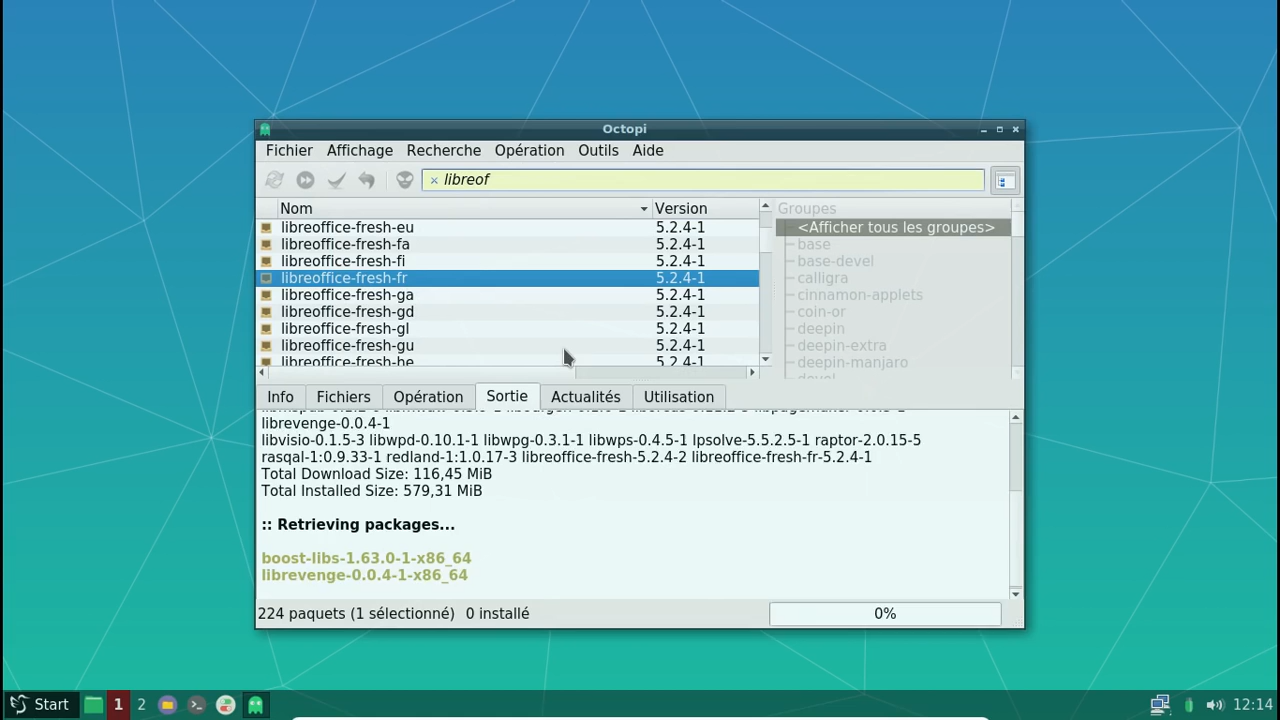 Octopi
Fichier Affichage Recherche Opération Outils Aide
libreof
Nom Version
libreoffice-fresh-eu 5.2.4-1
libreoffice-fresh-fa 5.2.4-1
libreoffice-fresh-fi 5.2.4-1
libreoffice-fresh-fr 5.2.4-1
libreoffice-fresh-ga 5.2.4-1
libreoffice-fresh-gd 5.2.4-1
libreoffice-fresh-gl 5.2.4-1
libreoffice-fresh-gu 5.2.4-1
libreoffice-fresh-he 5.2.4-1
Groupes
<Afficher tous les groupes>
base
base-devel
calligra
cinnamon-applets
coin-or
deepin
deepin-extra
deepin-manjaro
devel
Info Fichiers Opération Sortie Actualités Utilisation
librevenge-0.0.4-1
libvisio-0.1.5-3 libwpd-0.10.1-1 libwpg-0.3.1-1 libwps-0.4.5-1 lpsolve-5.5.2.5-1 raptor-2.0.15-5
rasqal-1:0.9.33-1 redland-1:1.0.17-3 libreoffice-fresh-5.2.4-2 libreoffice-fresh-fr-5.2.4-1
Total Download Size: 116,45 MiB
Total Installed Size: 579,31 MiB
:: Retrieving packages...
boost-libs-1.63.0-1-x86_64
librevenge-0.0.4-1-x86_64
224 paquets (1 sélectionné) 0 installé 0%
Start 1 2 12:14